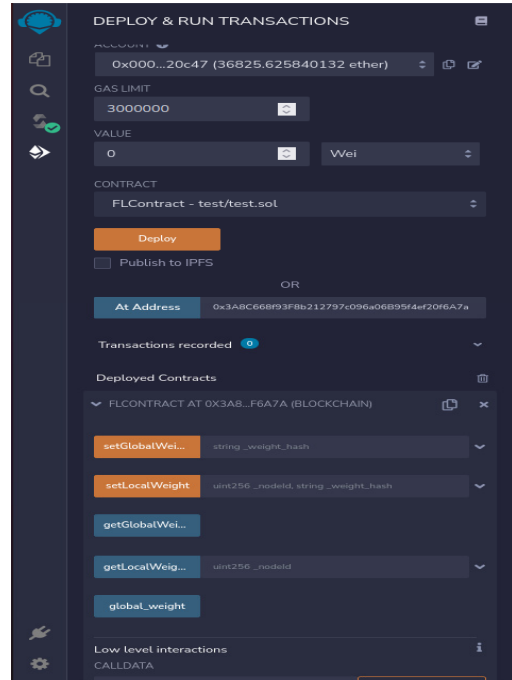 DEPLOY & RUN TRANSACTIONS
ACCOUNT
0x000...20c47 (36825.625840132 ether)
GAS LIMIT
3000000
VALUE
0
Wei
CONTRACT
FLContract - test/test.sol
Deploy
Publish to IPFS
OR
At Address
0x3A8C668f93F8b212797c096a06B95f4ef20f6A7a
Transactions recorded 0
Deployed Contracts
FLCONTRACT AT 0X3A8...F6A7A (BLOCKCHAIN)
setGlobalWei...
string _weight_hash
setLocalWeight
uint256 _nodeId, string _weight_hash
getGlobalWei...
getLocalWeig...
uint256 _nodeId
global_weight
Low level interactions
i
CALLDATA